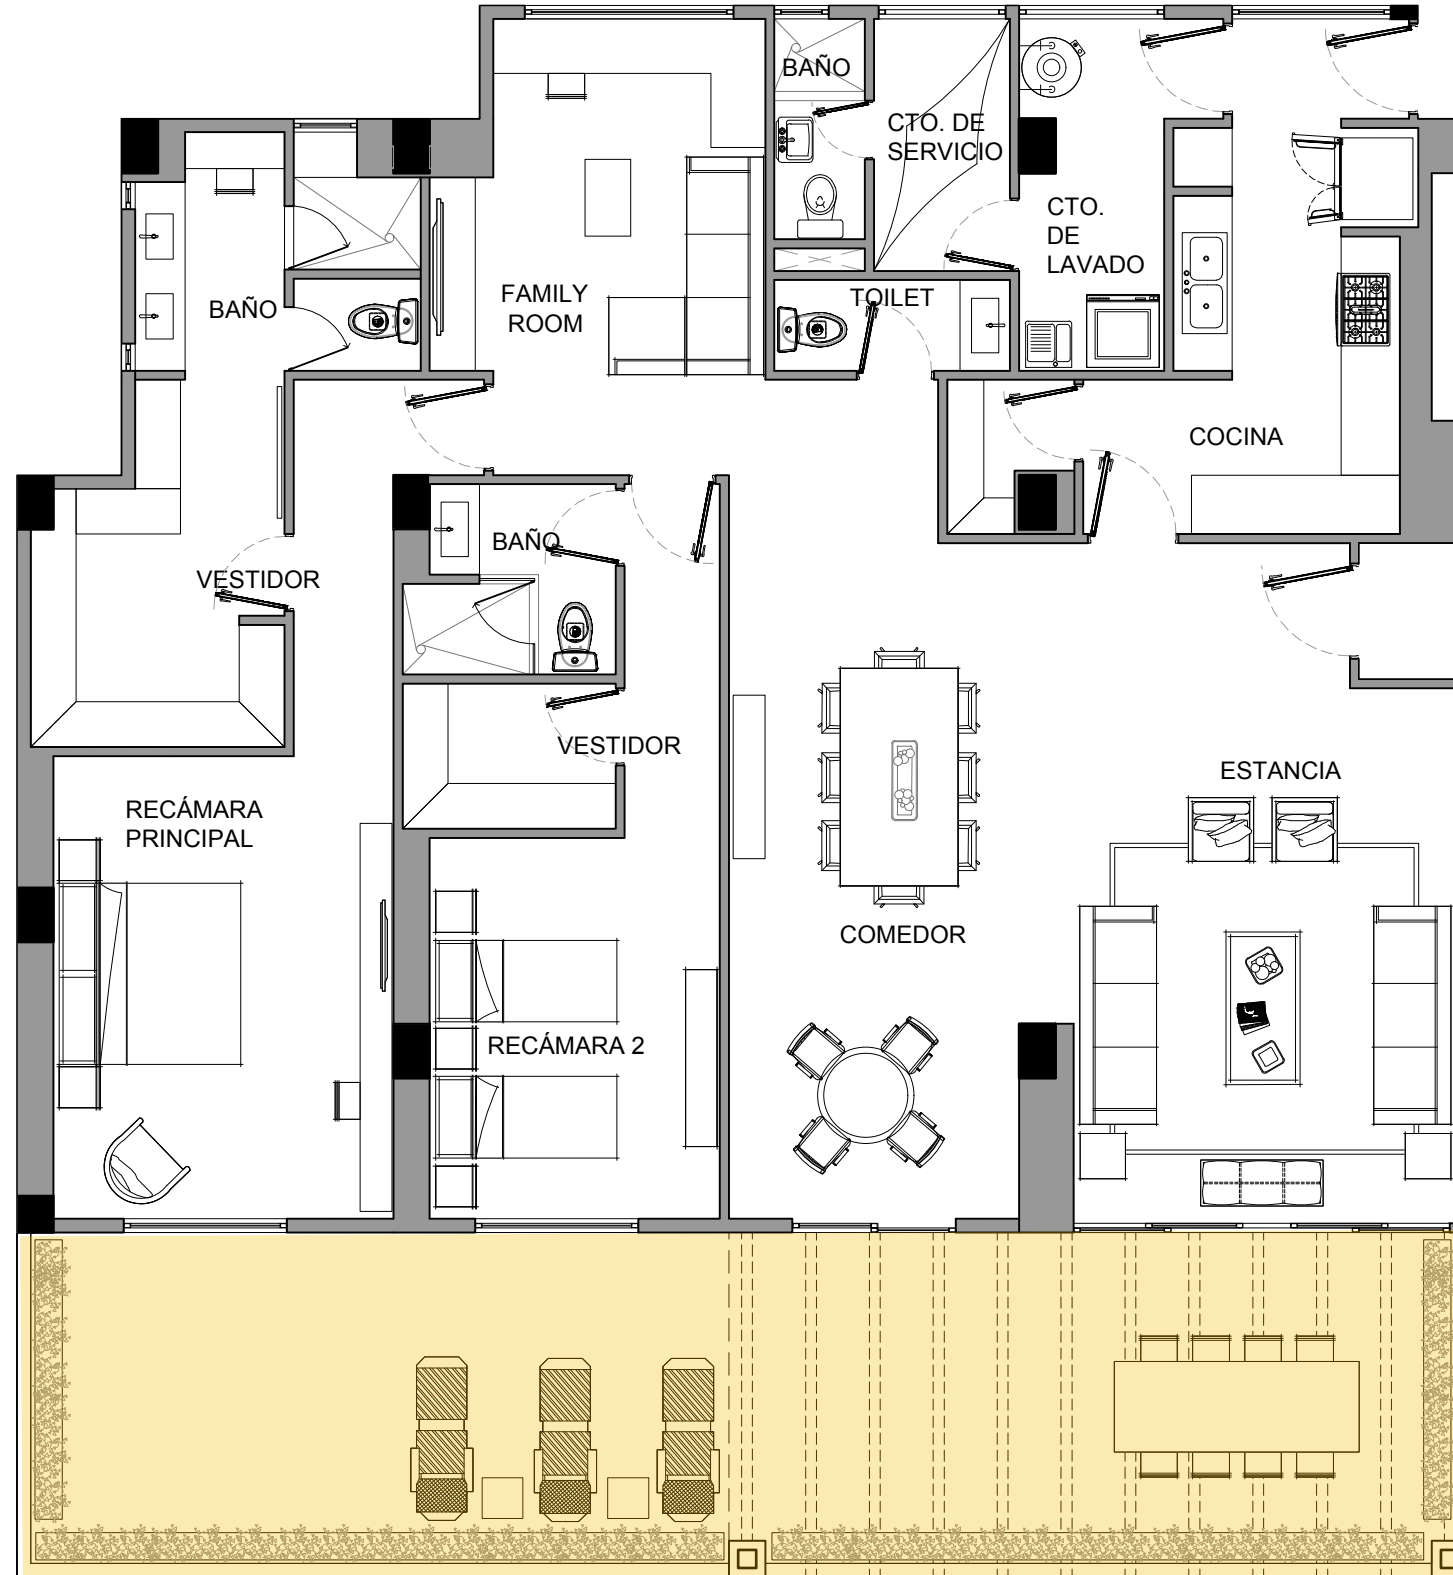 BAÑO
CTO. DE
SERVICIO
CTO.
DE
LAVADO
BAÑO
FAMILY
ROOM
TOILET
COCINA
BAÑO
VESTIDOR
VESTIDOR
ESTANCIA
RECÁMARA
PRINCIPAL
COMEDOR
RECÁMARA 2